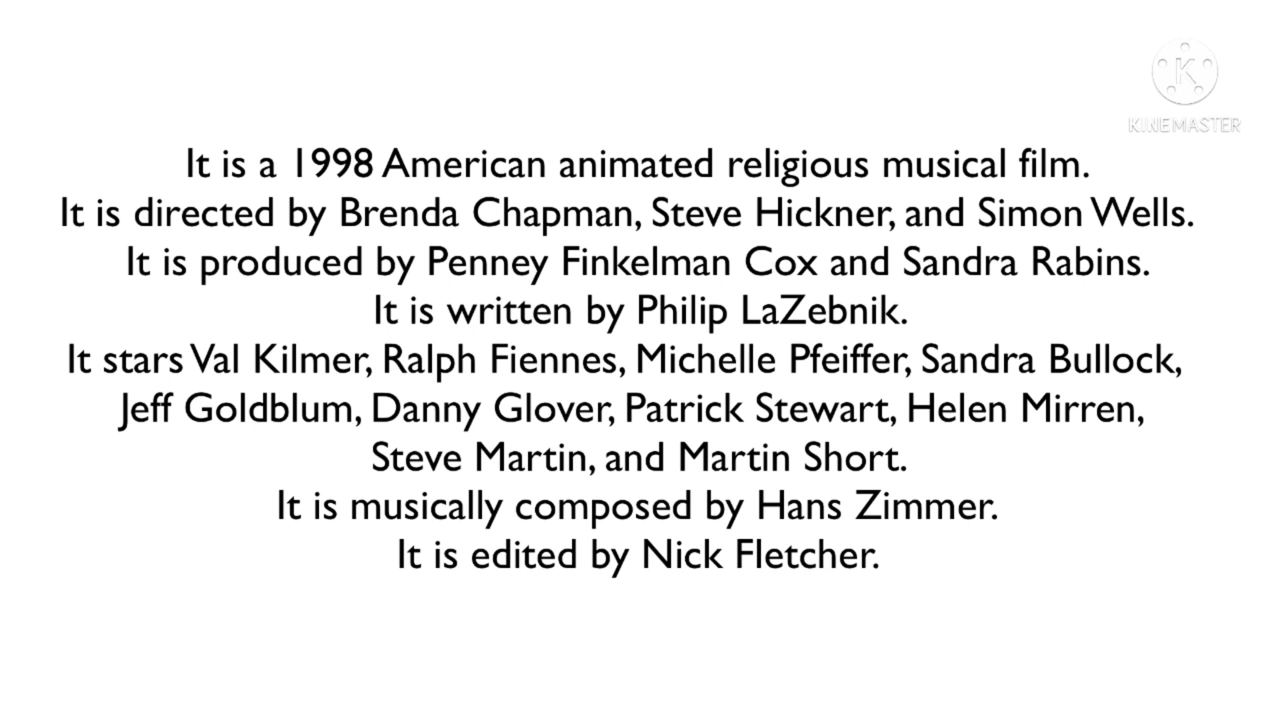 KINEMASTER
It is a 1998 American animated religious musical film.
It is directed by Brenda Chapman, Steve Hickner, and Simon Wells.
It is produced by Penney Finkelman Cox and Sandra Rabins.
It is written by Philip LaZebnik.
It stars Val Kilmer, Ralph Fiennes, Michelle Pfeiffer, Sandra Bullock,
Jeff Goldblum, Danny Glover, Patrick Stewart, Helen Mirren,
Steve Martin, and Martin Short.
It is musically composed by Hans Zimmer.
It is edited by Nick Fletcher.